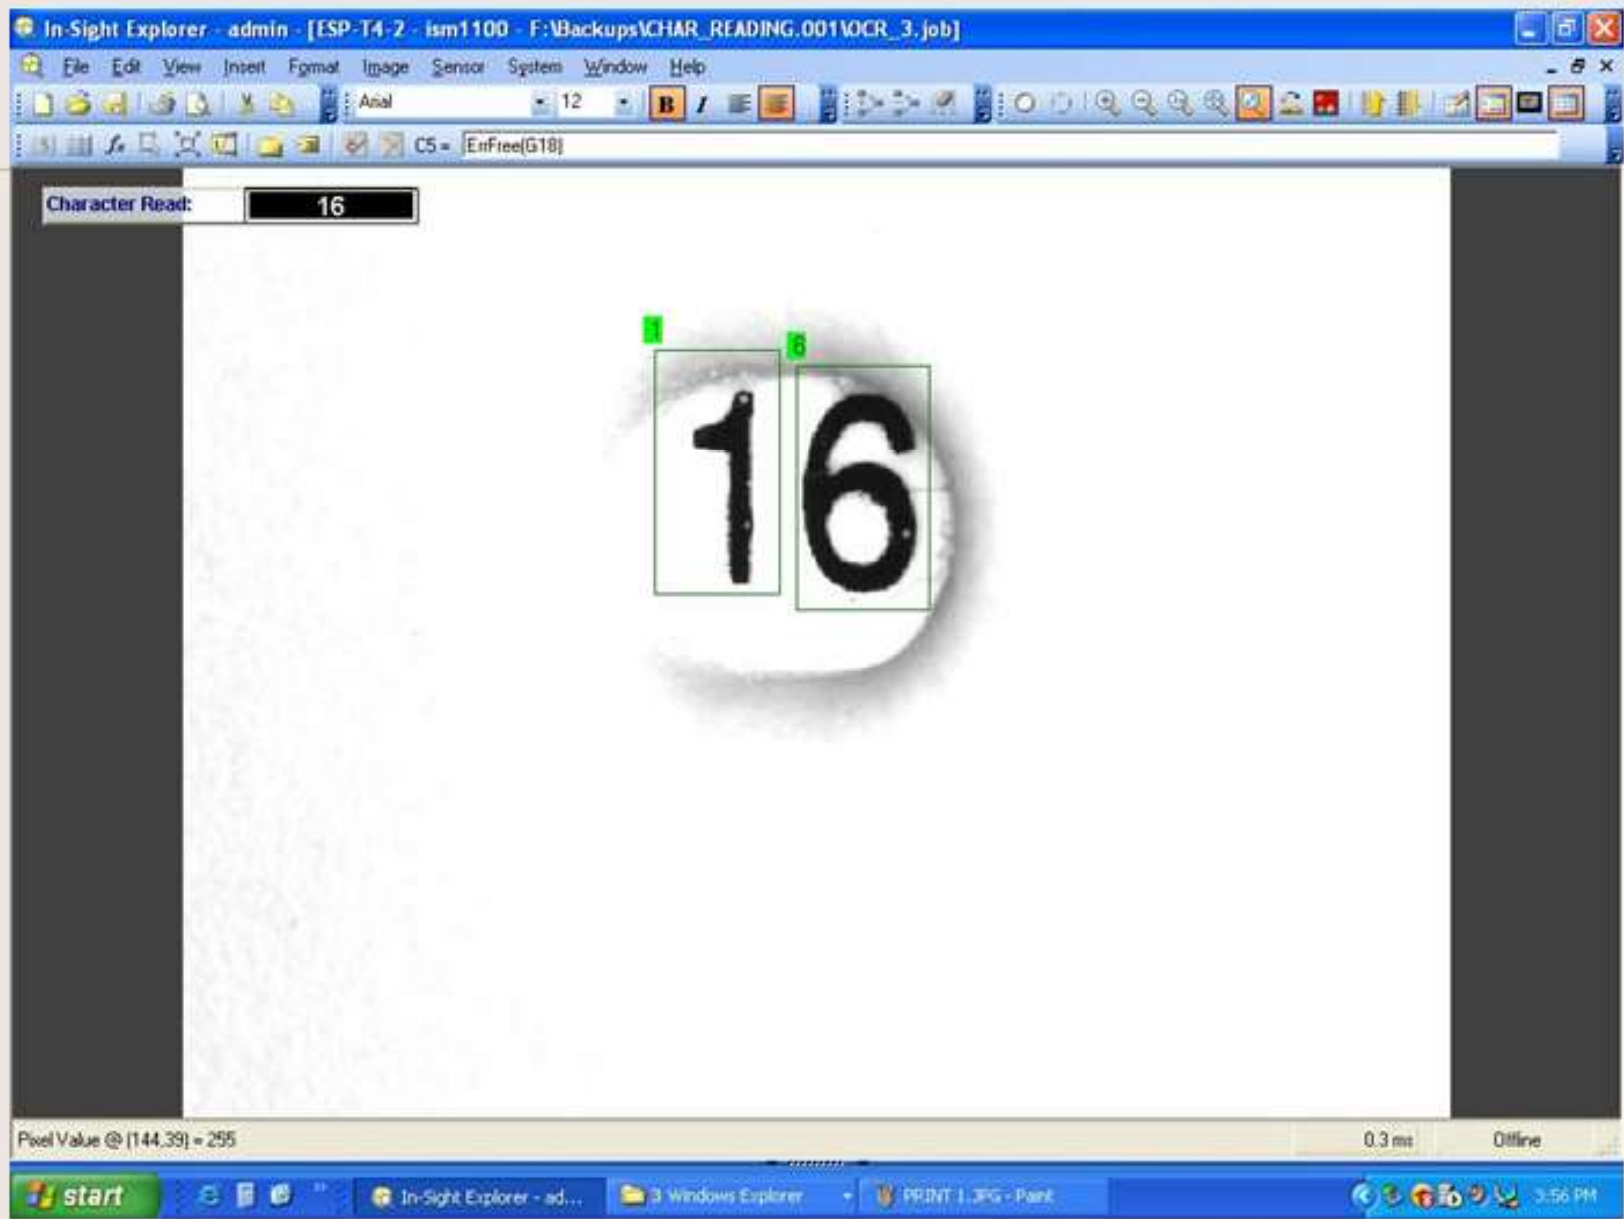 In-Sight Explorer - admin - [ESP-T4-2 - ism1100 - F:\Backups\CHAR_READING.001\OCR_3.job]
File Edit View Insert Format Image Sensor System Window Help
Arial 12 B I
fx C5 = ErrFree(G18)
Character Read: 16
1 6
16
Pixel Value @ (144,39) = 255 0.3 ms Offline
start In-Sight Explorer - ad... 3 Windows Explorer PRINT 1.JPG - Paint 3:56 PM